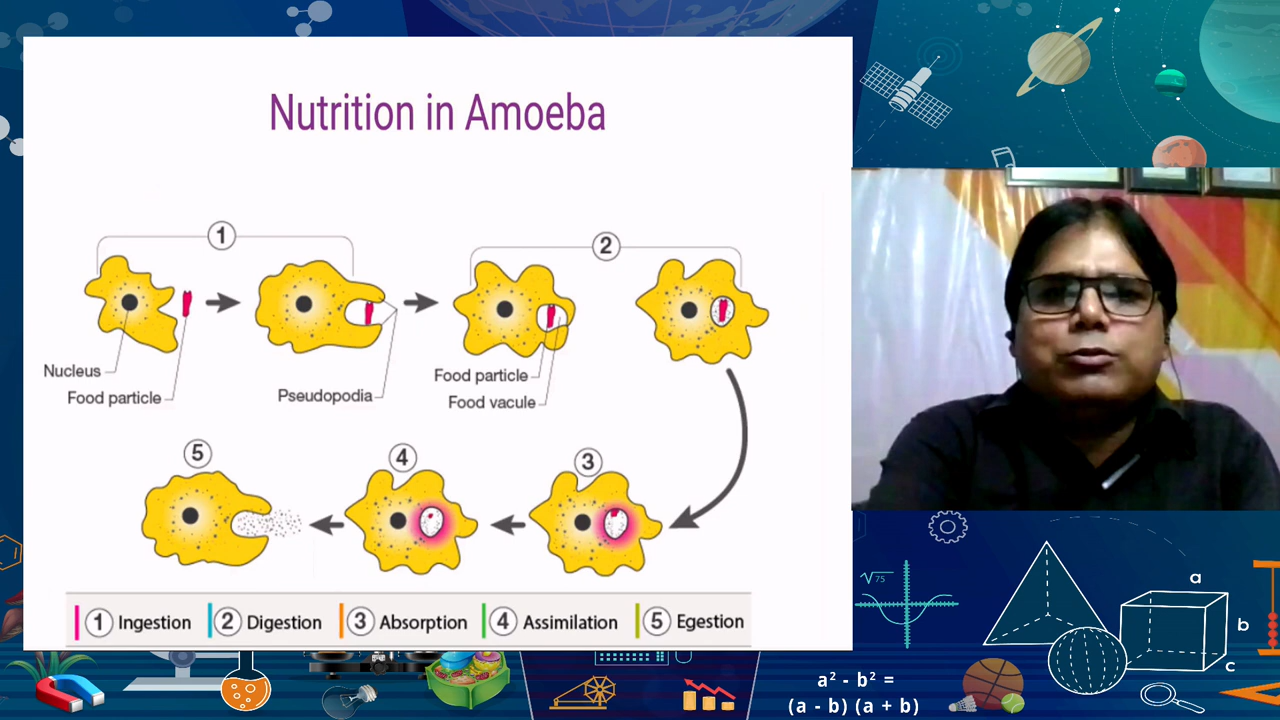 Nutrition in Amoeba
1
2
Nucleus
Food particle
Pseudopodia
Food particle
Food vacule
5
4
3
1 Ingestion 2 Digestion 3 Absorption 4 Assimilation 5 Egestion
√75
a
b
c
a² - b² =
(a - b) (a + b)